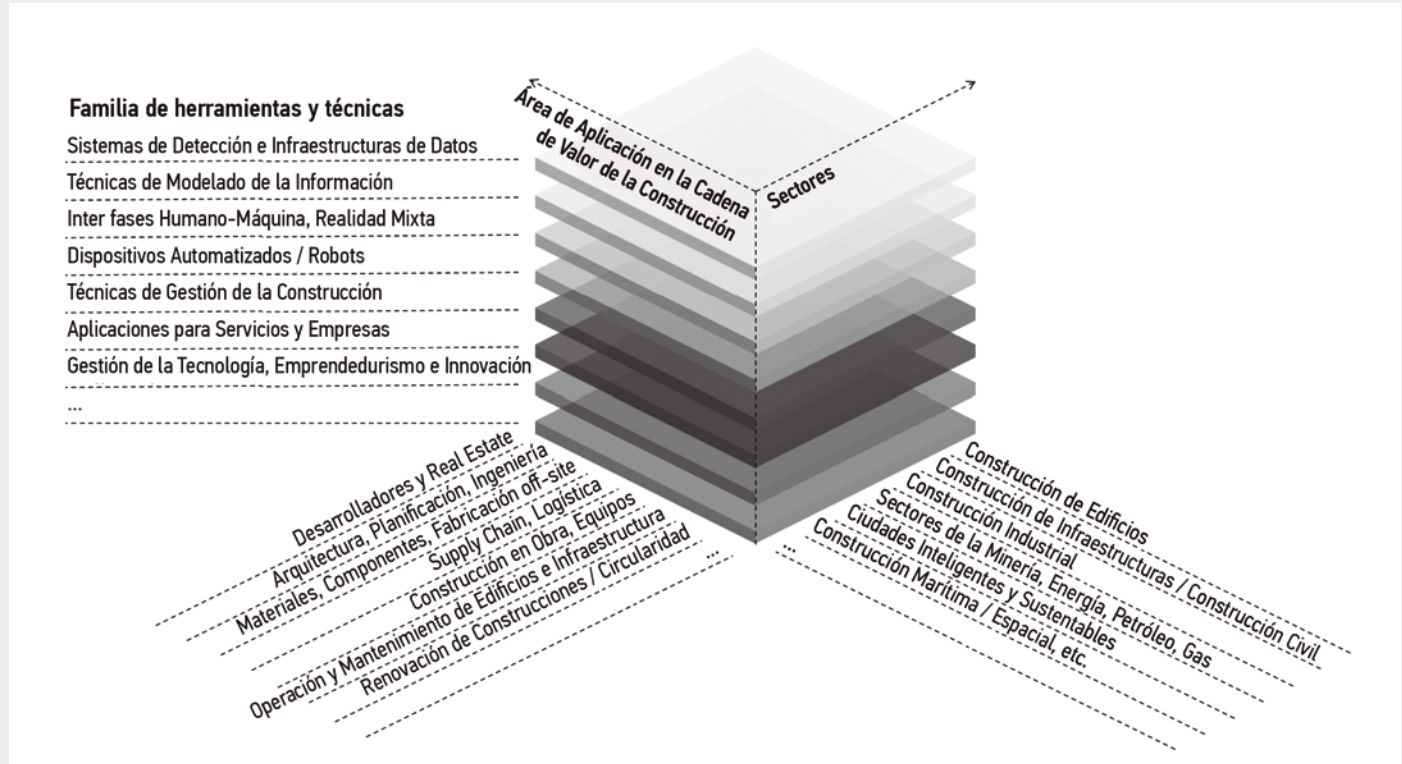 Familia de herramientas y técnicas
Sistemas de Detección e Infraestructuras de Datos
Técnicas de Modelado de la Información
Inter fases Humano-Máquina, Realidad Mixta
Dispositivos Automatizados / Robots
Técnicas de Gestión de la Construcción
Aplicaciones para Servicios y Empresas
Gestión de la Tecnología, Emprendedurismo e Innovación
...
Área de Aplicación en la Cadena
de Valor de la Construcción
Sectores
Desarrolladores y Real Estate
Arquitectura, Planificación, Ingeniería
Materiales, Componentes, Fabricación off-site
Supply Chain, Logística
Construcción en Obra, Equipos
Operación y Mantenimiento de Edificios e Infraestructura
Renovación de Construcciones / Circularidad
...
Construcción de Edificios
Construcción de Infraestructuras / Construcción Civil
Construcción Industrial
Sectores de la Minería, Energía, Petróleo, Gas
Ciudades Inteligentes y Sustentables
Construcción Marítima / Espacial, etc.
...